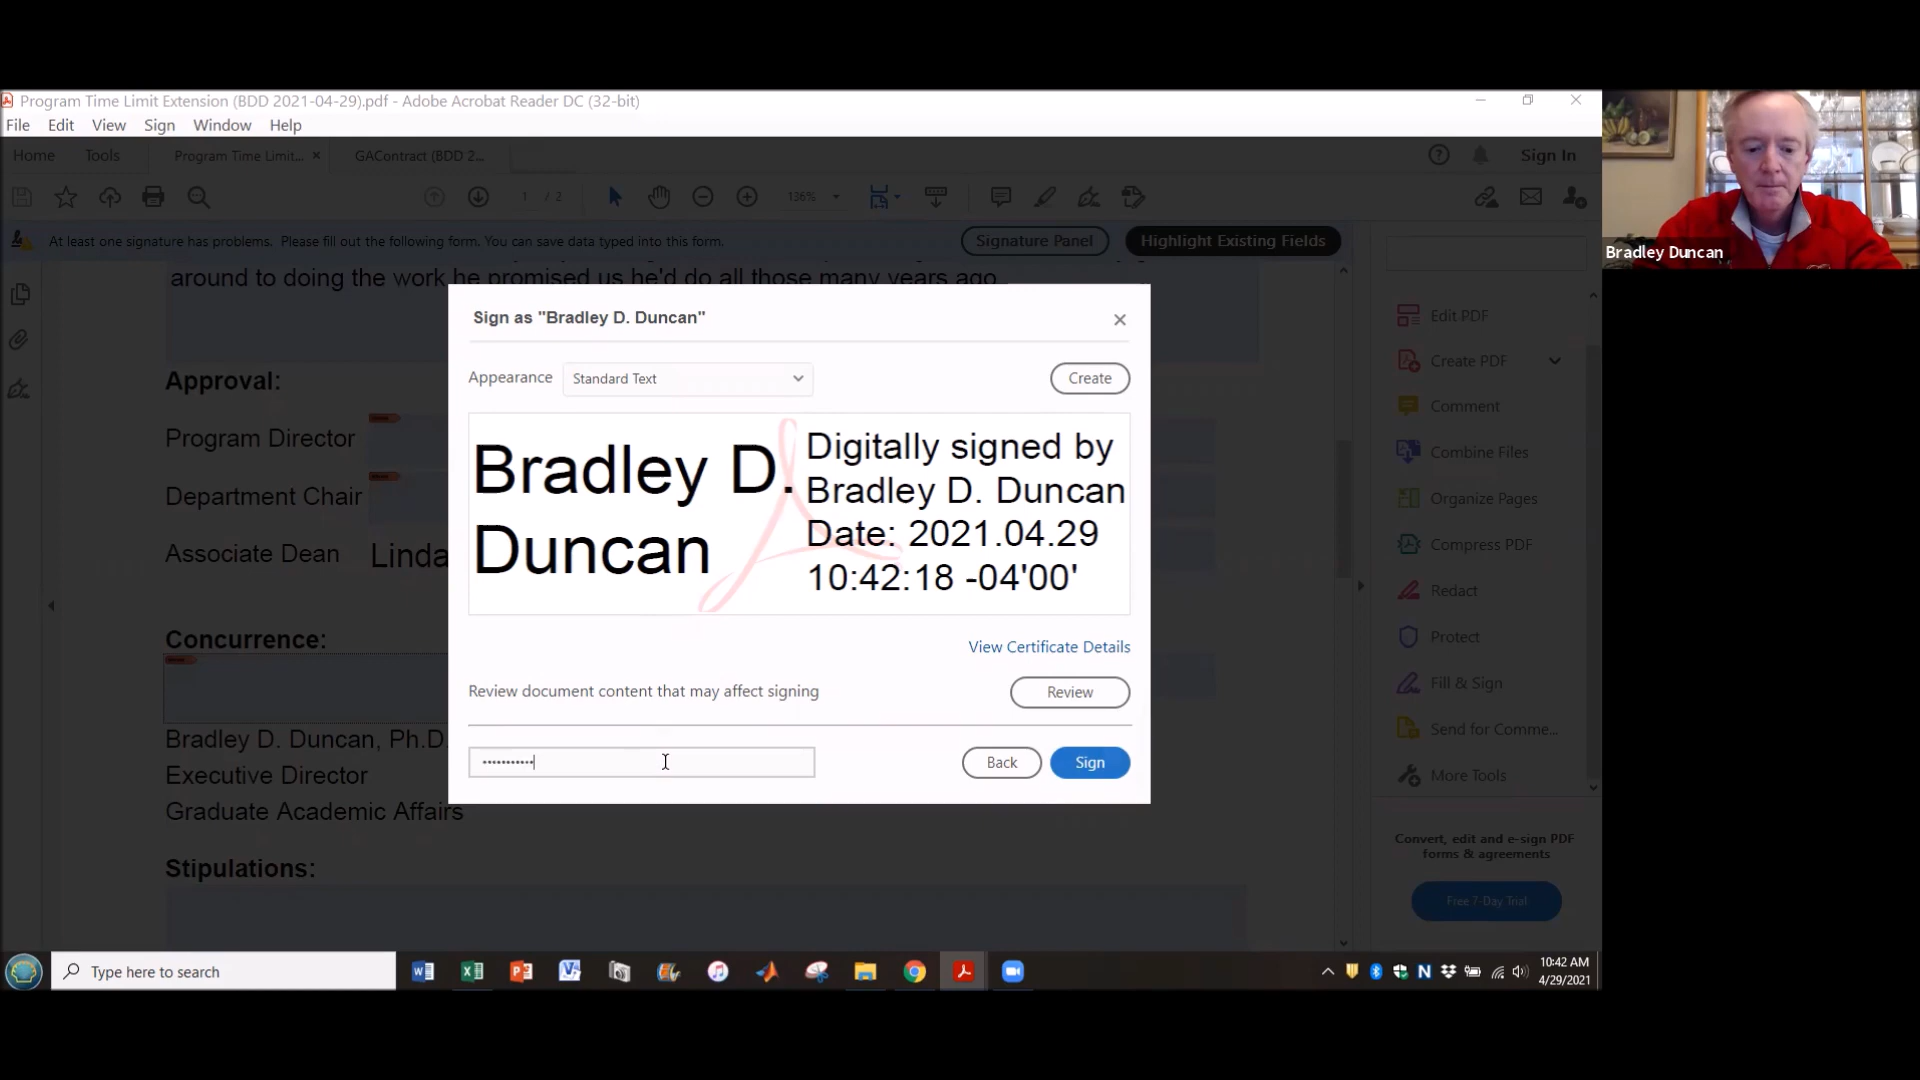 Program Time Limit Extension (BDD 2021-04-29).pdf - Adobe Acrobat Reader DC (32-bit)
File Edit View Sign Window Help
Home Tools Program Time Limit... × GAContract (BDD 2... Sign In
1 / 2 136%
At least one signature has problems. Please fill out the following form. You can save data typed into this form. Signature Panel Highlight Existing Fields
around to doing the work he promised us he'd do all those many years ago.
Approval:
Program Director
Department Chair
Associate Dean Linda
Concurrence:
Bradley D. Duncan, Ph.D.
Executive Director
Graduate Academic Affairs
Stipulations:
Sign as "Bradley D. Duncan"
Appearance Standard Text Create
Bradley D.
Duncan
Digitally signed by
Bradley D. Duncan
Date: 2021.04.29
10:42:18 -04'00'
View Certificate Details
Review document content that may affect signing Review
•••••••••••
Back Sign
Edit PDF
Create PDF
Comment
Combine Files
Organize Pages
Compress PDF
Redact
Protect
Fill & Sign
Send for Comme...
More Tools
Convert, edit and e-sign PDF
forms & agreements
Free 7-Day Trial
Bradley Duncan
Type here to search
10:42 AM
4/29/2021